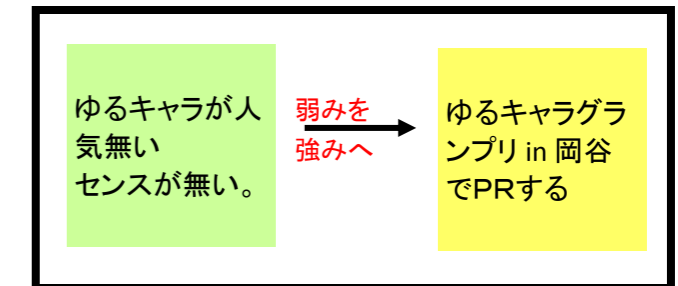 ゆるキャラが人
気無い
センスが無い。
弱みを
強みへ
ゆるキャラグラ
ンプリ in 岡谷
でＰＲする